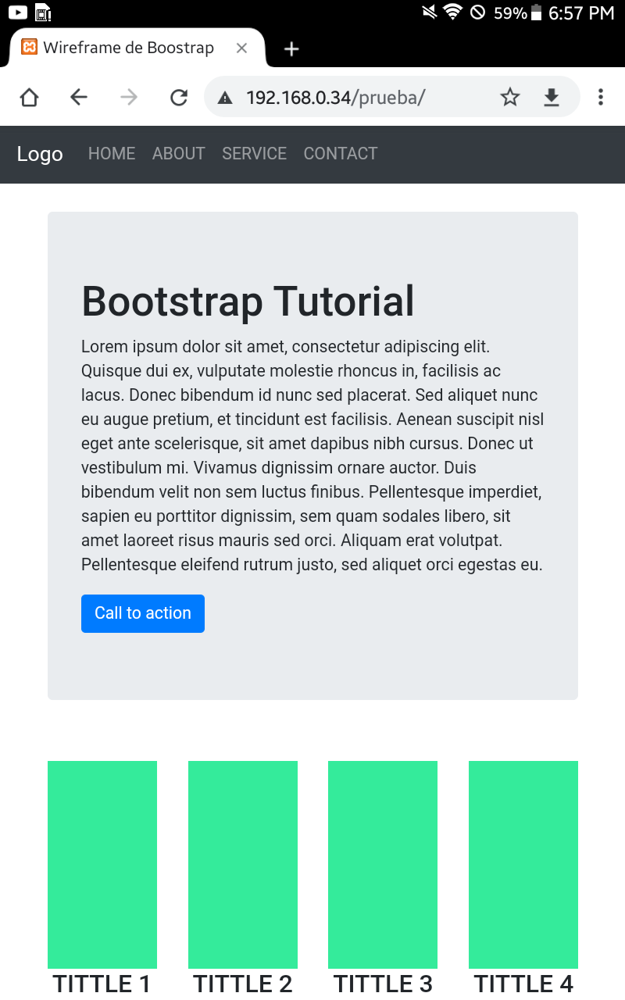 59% 6:57 PM
Wireframe de Boostrap
192.168.0.34/prueba/
Logo HOME ABOUT SERVICE CONTACT
Bootstrap Tutorial
Lorem ipsum dolor sit amet, consectetur adipiscing elit.
Quisque dui ex, vulputate molestie rhoncus in, facilisis ac
lacus. Donec bibendum id nunc sed placerat. Sed aliquet nunc
eu augue pretium, et tincidunt est facilisis. Aenean suscipit nisl
eget ante scelerisque, sit amet dapibus nibh cursus. Donec ut
vestibulum mi. Vivamus dignissim ornare auctor. Duis
bibendum velit non sem luctus finibus. Pellentesque imperdiet,
sapien eu porttitor dignissim, sem quam sodales libero, sit
amet laoreet risus mauris sed orci. Aliquam erat volutpat.
Pellentesque eleifend rutrum justo, sed aliquet orci egestas eu.
Call to action
TITTLE 1 TITTLE 2 TITTLE 3 TITTLE 4